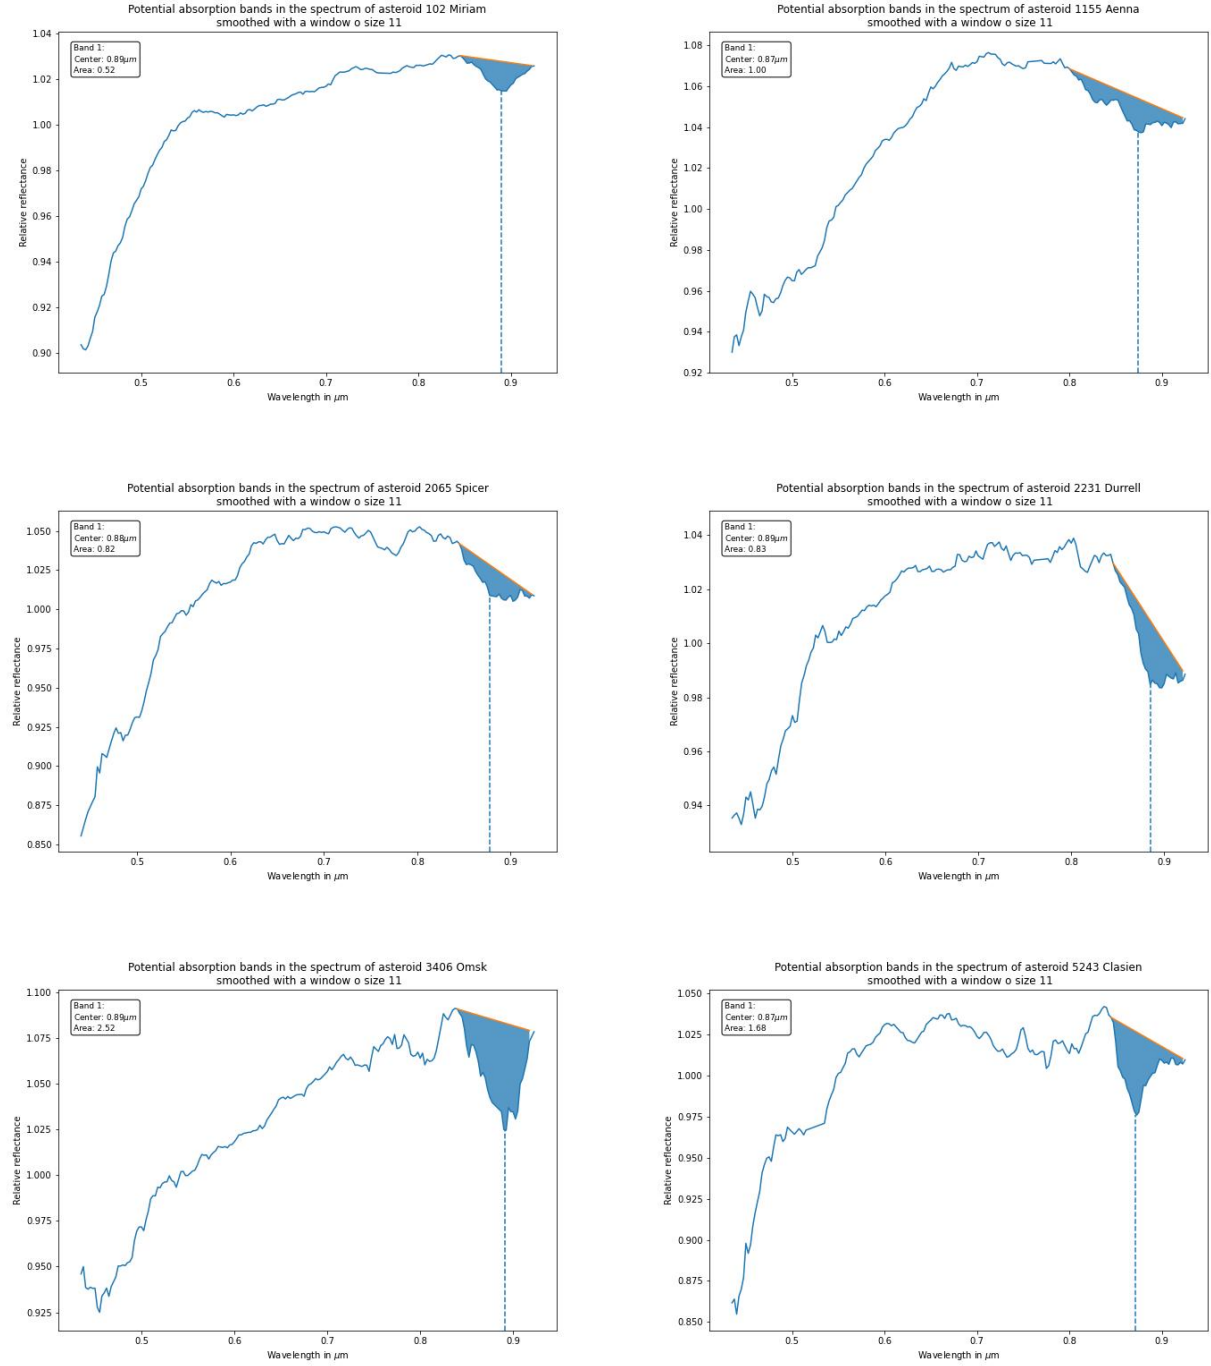 Potential absorption bands in the spectrum of asteroid 102 Miriam
smoothed with a window o size 11
Band 1:
Center: 0.89μm
Area: 0.52
1.04
1.02
1.00
0.98
0.96
0.94
0.92
0.90
Relative reflectance
0.5 0.6 0.7 0.8 0.9
Wavelength in μm
Potential absorption bands in the spectrum of asteroid 1155 Aenna
smoothed with a window o size 11
Band 1:
Center: 0.87μm
Area: 1.00
1.08
1.06
1.04
1.02
1.00
0.98
0.96
0.94
0.92
Relative reflectance
0.5 0.6 0.7 0.8 0.9
Wavelength in μm
Potential absorption bands in the spectrum of asteroid 2065 Spicer
smoothed with a window o size 11
Band 1:
Center: 0.88μm
Area: 0.82
1.050
1.025
1.000
0.975
0.950
0.925
0.900
0.875
0.850
Relative reflectance
0.5 0.6 0.7 0.8 0.9
Wavelength in μm
Potential absorption bands in the spectrum of asteroid 2231 Durrell
smoothed with a window o size 11
Band 1:
Center: 0.89μm
Area: 0.83
1.04
1.02
1.00
0.98
0.96
0.94
Relative reflectance
0.5 0.6 0.7 0.8 0.9
Wavelength in μm
Potential absorption bands in the spectrum of asteroid 3406 Omsk
smoothed with a window o size 11
Band 1:
Center: 0.89μm
Area: 2.52
1.100
1.075
1.050
1.025
1.000
0.975
0.950
0.925
Relative reflectance
0.5 0.6 0.7 0.8 0.9
Wavelength in μm
Potential absorption bands in the spectrum of asteroid 5243 Clasien
smoothed with a window o size 11
Band 1:
Center: 0.87μm
Area: 1.68
1.050
1.025
1.000
0.975
0.950
0.925
0.900
0.875
0.850
Relative reflectance
0.5 0.6 0.7 0.8 0.9
Wavelength in μm